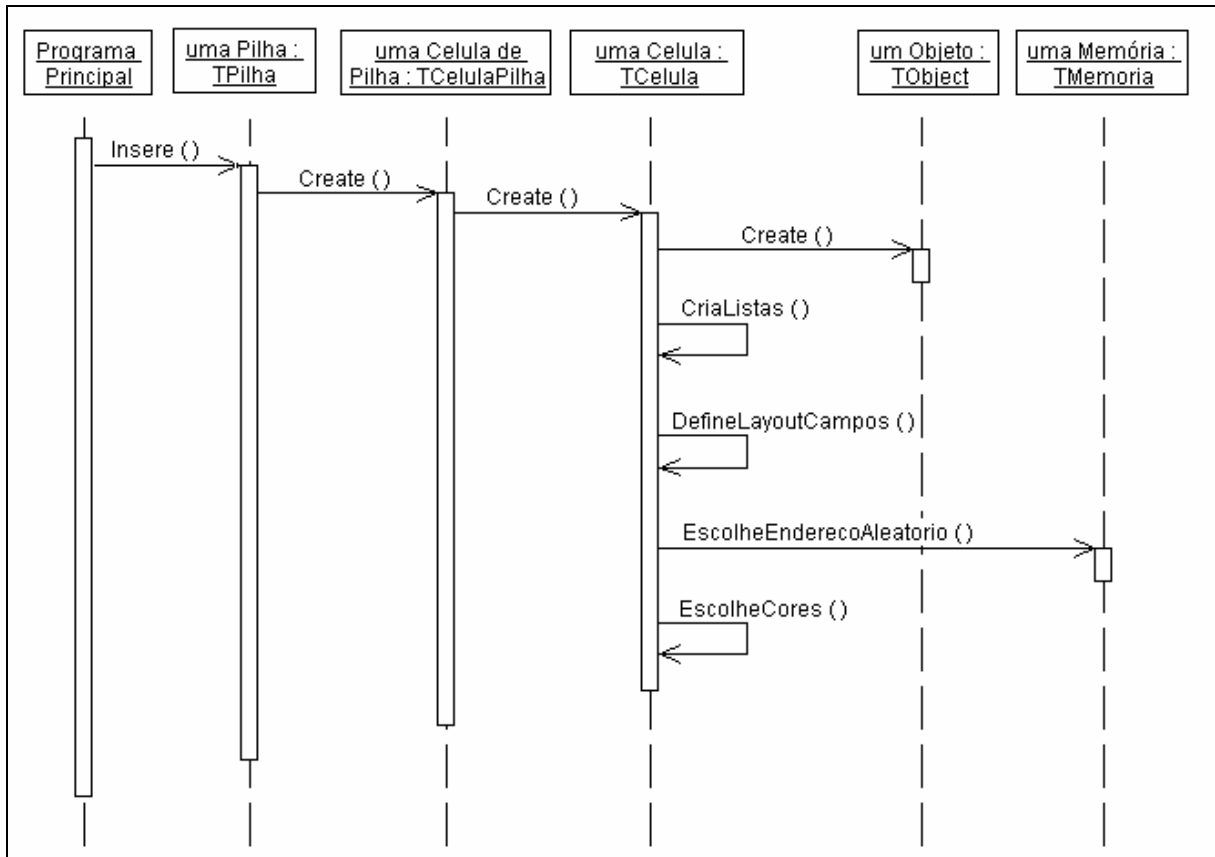 Programa
Principal
uma Pilha :
TPilha
uma Celula de
Pilha : TCelulaPilha
uma Celula :
TCelula
um Objeto :
TObject
uma Memória :
TMemoria
Insere ( )
Create ( )
Create ( )
Create ( )
CriaListas ( )
DefineLayoutCampos ( )
EscolheEnderecoAleatorio ( )
EscolheCores ( )